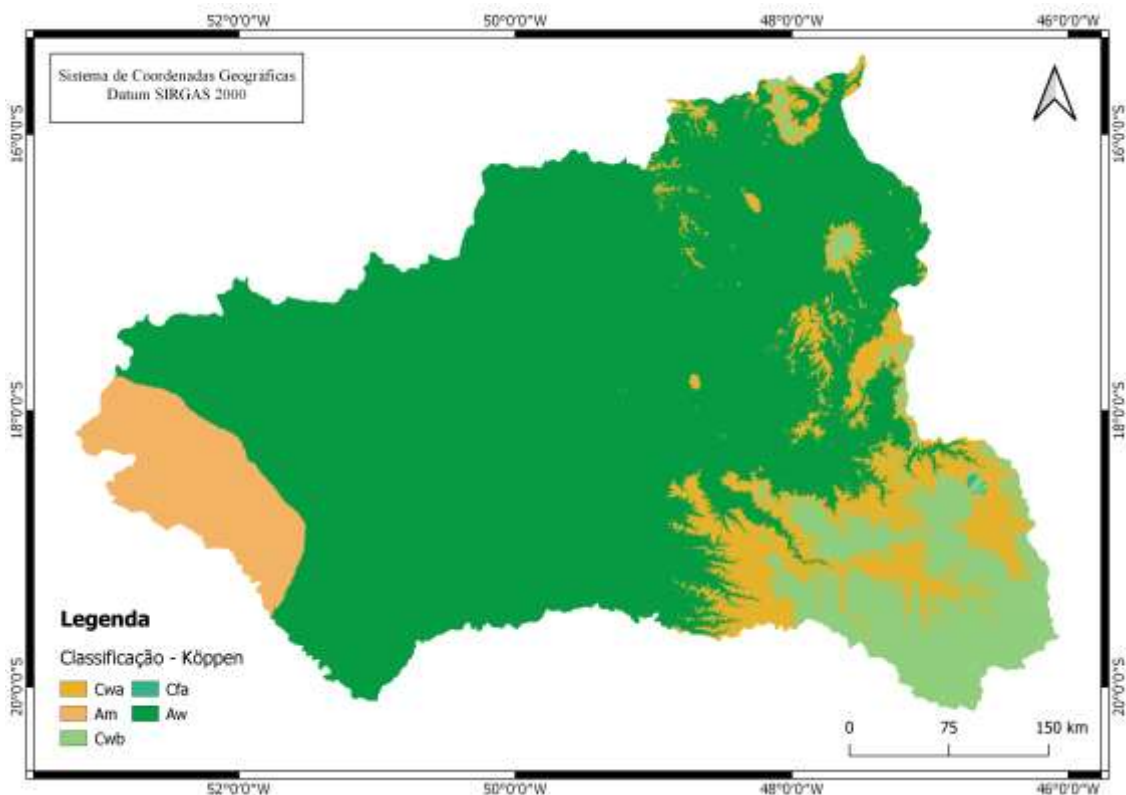 52°0'0"W 50°0'0"W 48°0'0"W 46°0'0"W
Sistema de Coordenadas Geográficas
Datum SIRGAS 2000
16°0'0"S 16°0'0"S
18°0'0"S 18°0'0"S
20°0'0"S 20°0'0"S
Legenda
Classificação - Köppen
Cwa Cfa
Am Aw
Cwb
0 75 150 km
52°0'0"W 50°0'0"W 48°0'0"W 46°0'0"W